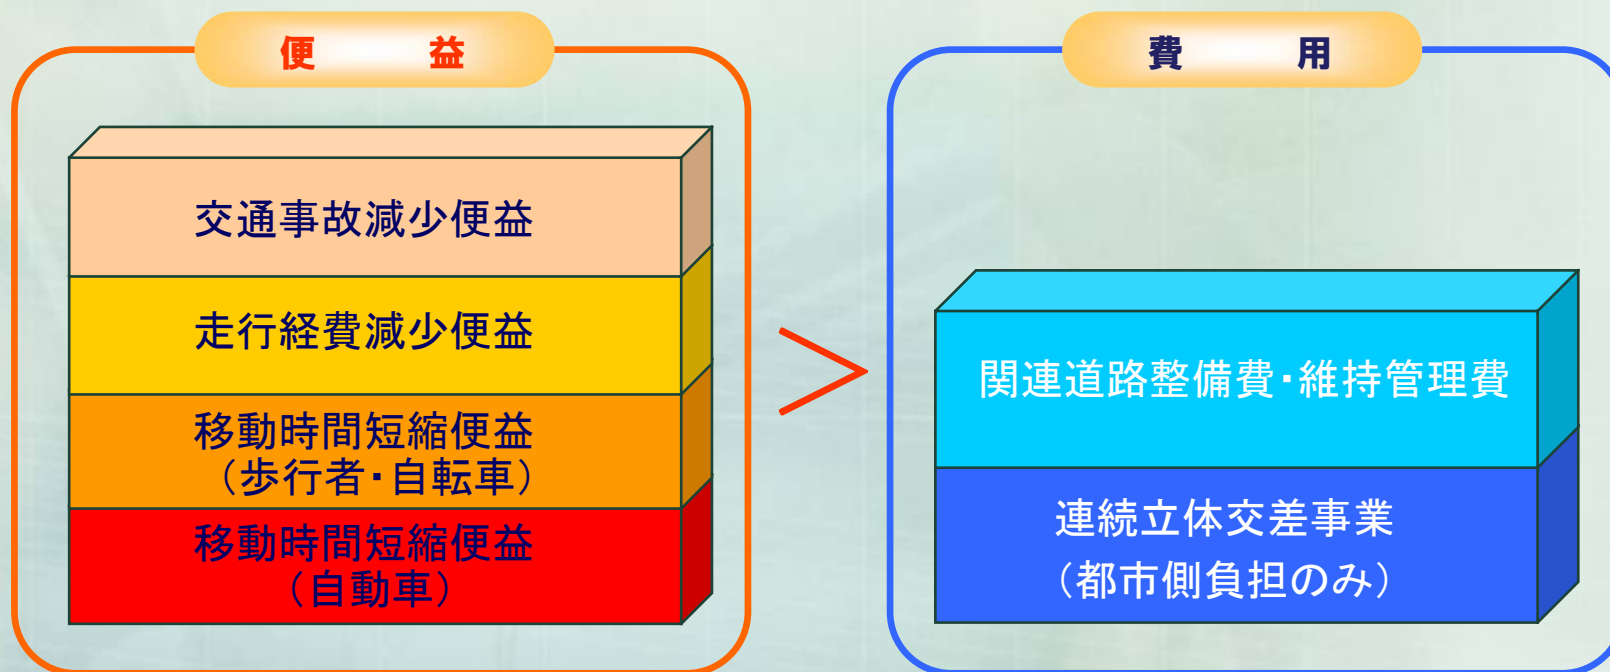 便 益
交通事故減少便益
走行経費減少便益
移動時間短縮便益
（歩行者・自転車）
移動時間短縮便益
（自動車）
＞
費 用
関連道路整備費・維持管理費
連続立体交差事業
（都市側負担のみ）